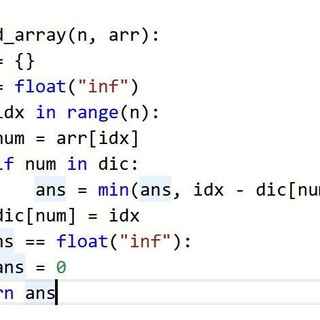 d_array(n, arr):
= {}
= float("inf")
idx in range(n):
num = arr[idx]
if num in dic:
ans = min(ans, idx - dic[num
dic[num] = idx
ns == float("inf"):
ans = 0
rn ans